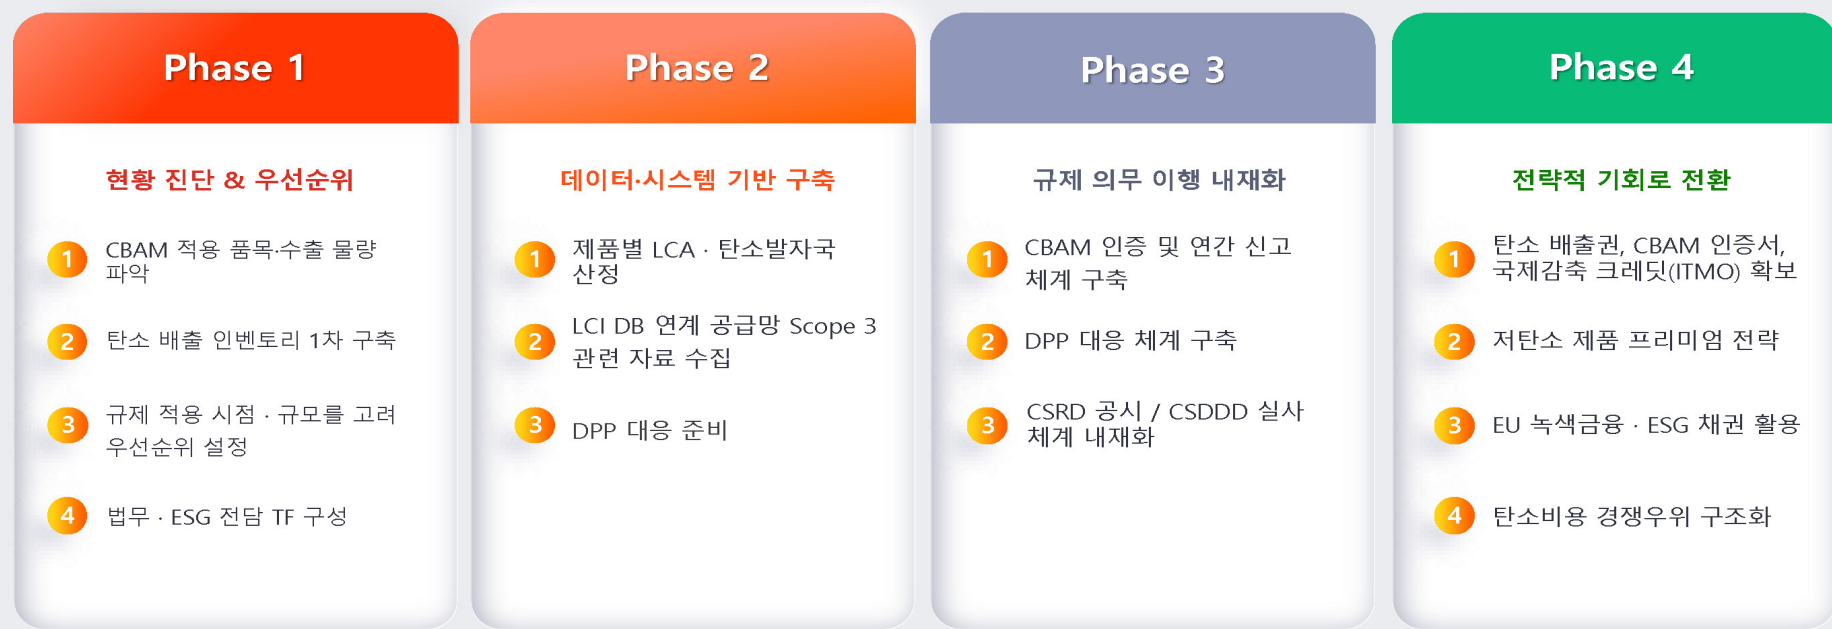 Phase 1
현황 진단 & 우선순위
1 CBAM 적용 품목·수출 물량
파악
2 탄소 배출 인벤토리 1차 구축
3 규제 적용 시점 · 규모를 고려
우선순위 설정
4 법무 · ESG 전담 TF 구성
Phase 2
데이터·시스템 기반 구축
1 제품별 LCA · 탄소발자국
산정
2 LCI DB 연계 공급망 Scope 3
관련 자료 수집
3 DPP 대응 준비
Phase 3
규제 의무 이행 내재화
1 CBAM 인증 및 연간 신고
체계 구축
2 DPP 대응 체계 구축
3 CSRD 공시 / CSDDD 실사
체계 내재화
Phase 4
전략적 기회로 전환
1 탄소 배출권, CBAM 인증서,
국제감축 크레딧(ITMO) 확보
2 저탄소 제품 프리미엄 전략
3 EU 녹색금융 · ESG 채권 활용
4 탄소비용 경쟁우위 구조화